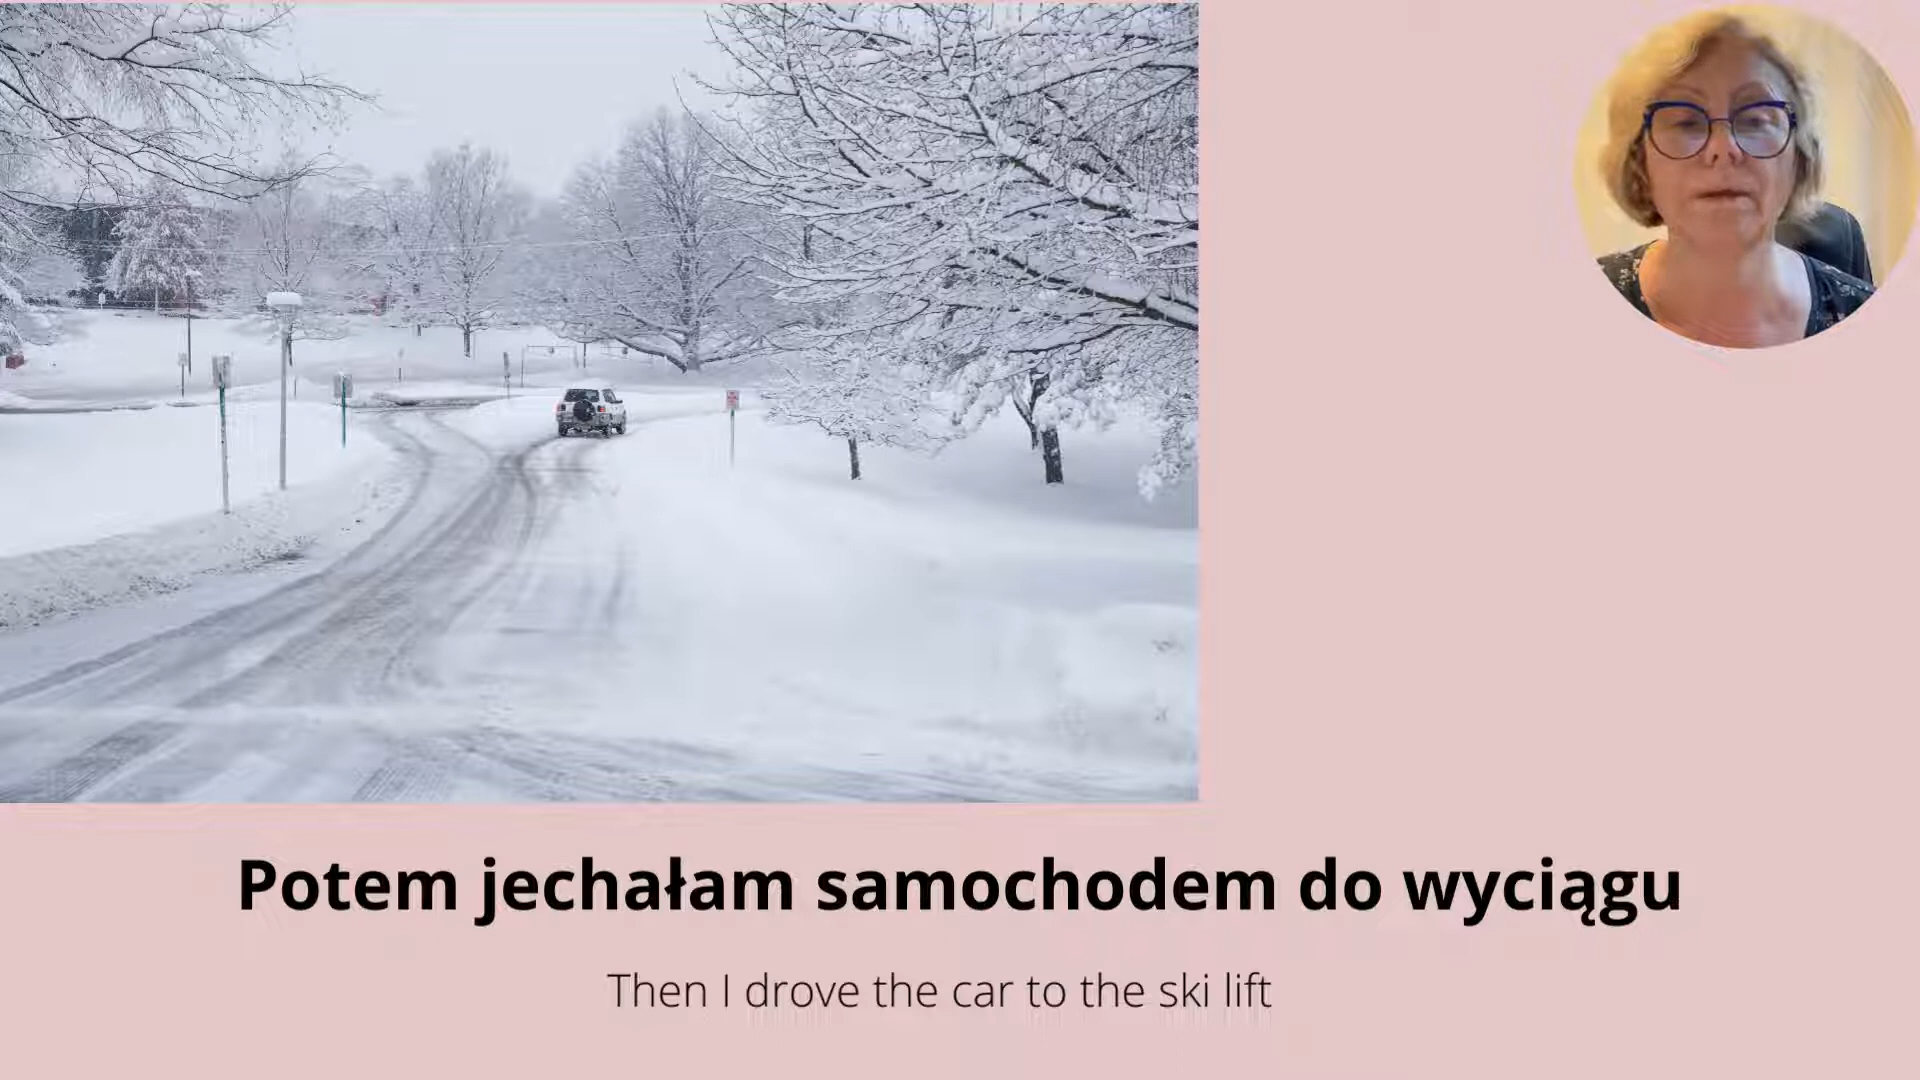 Potem jechałam samochodem do wyciągu
Then I drove the car to the ski lift